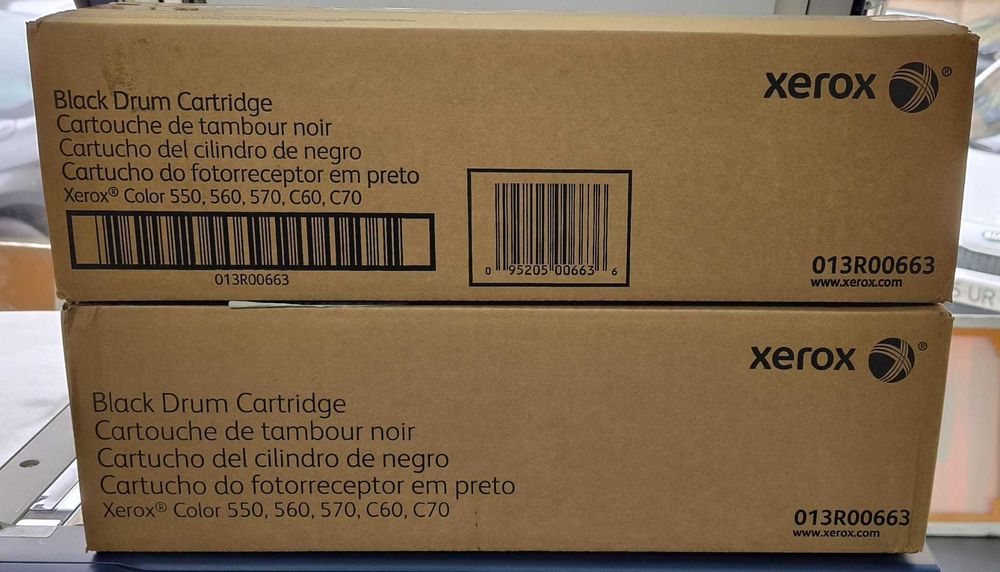 Black Drum Cartridge
Cartouche de tambour noir
Cartucho del cilindro de negro
Cartucho do fotorreceptor em preto
Xerox® Color 550, 560, 570, C60, C70
013R00663
0 95205 00663 6
xerox ®
013R00663
www.xerox.com
xerox ®
Black Drum Cartridge
Cartouche de tambour noir
Cartucho del cilindro de negro
Cartucho do fotorreceptor em preto
Xerox® Color 550, 560, 570, C60, C70
013R00663
www.xerox.com
S UR